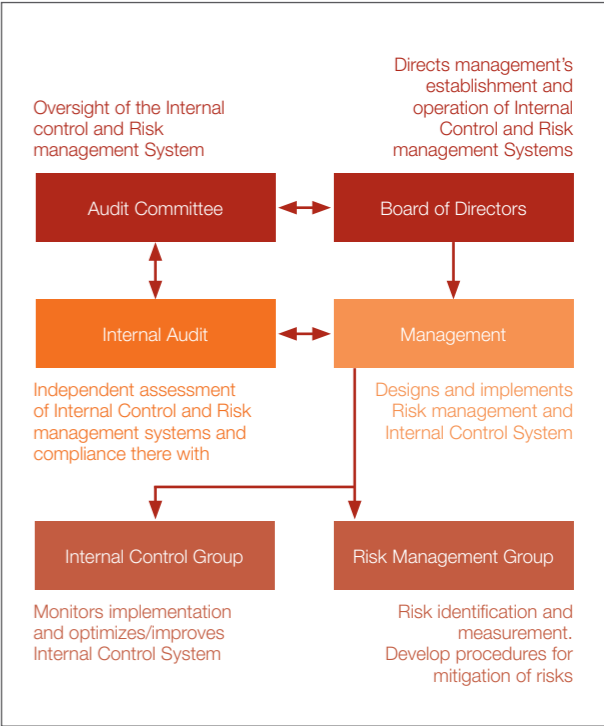 Oversight of the Internal
control and Risk
management System
Directs management’s
establishment and
operation of Internal
Control and Risk
management Systems
Audit Committee
Board of Directors
Internal Audit
Management
Independent assessment
of Internal Control and Risk
management systems and
compliance there with
Designs and implements
Risk management and
Internal Control System
Internal Control Group
Risk Management Group
Monitors implementation
and optimizes/improves
Internal Control System
Risk identification and
measurement.
Develop procedures for
mitigation of risks